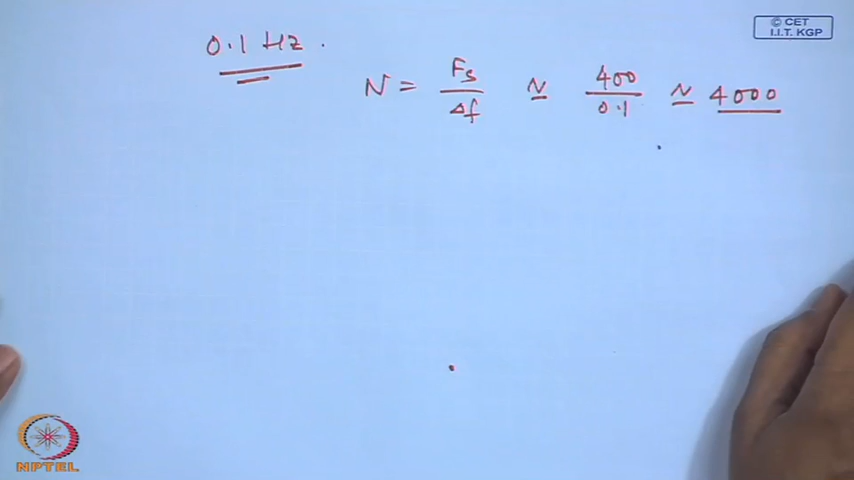 © CET
I.I.T. KGP
0.1 Hz.
N = Fs/Δf ≃ 400/0.1 ≃ 4000
NPTEL